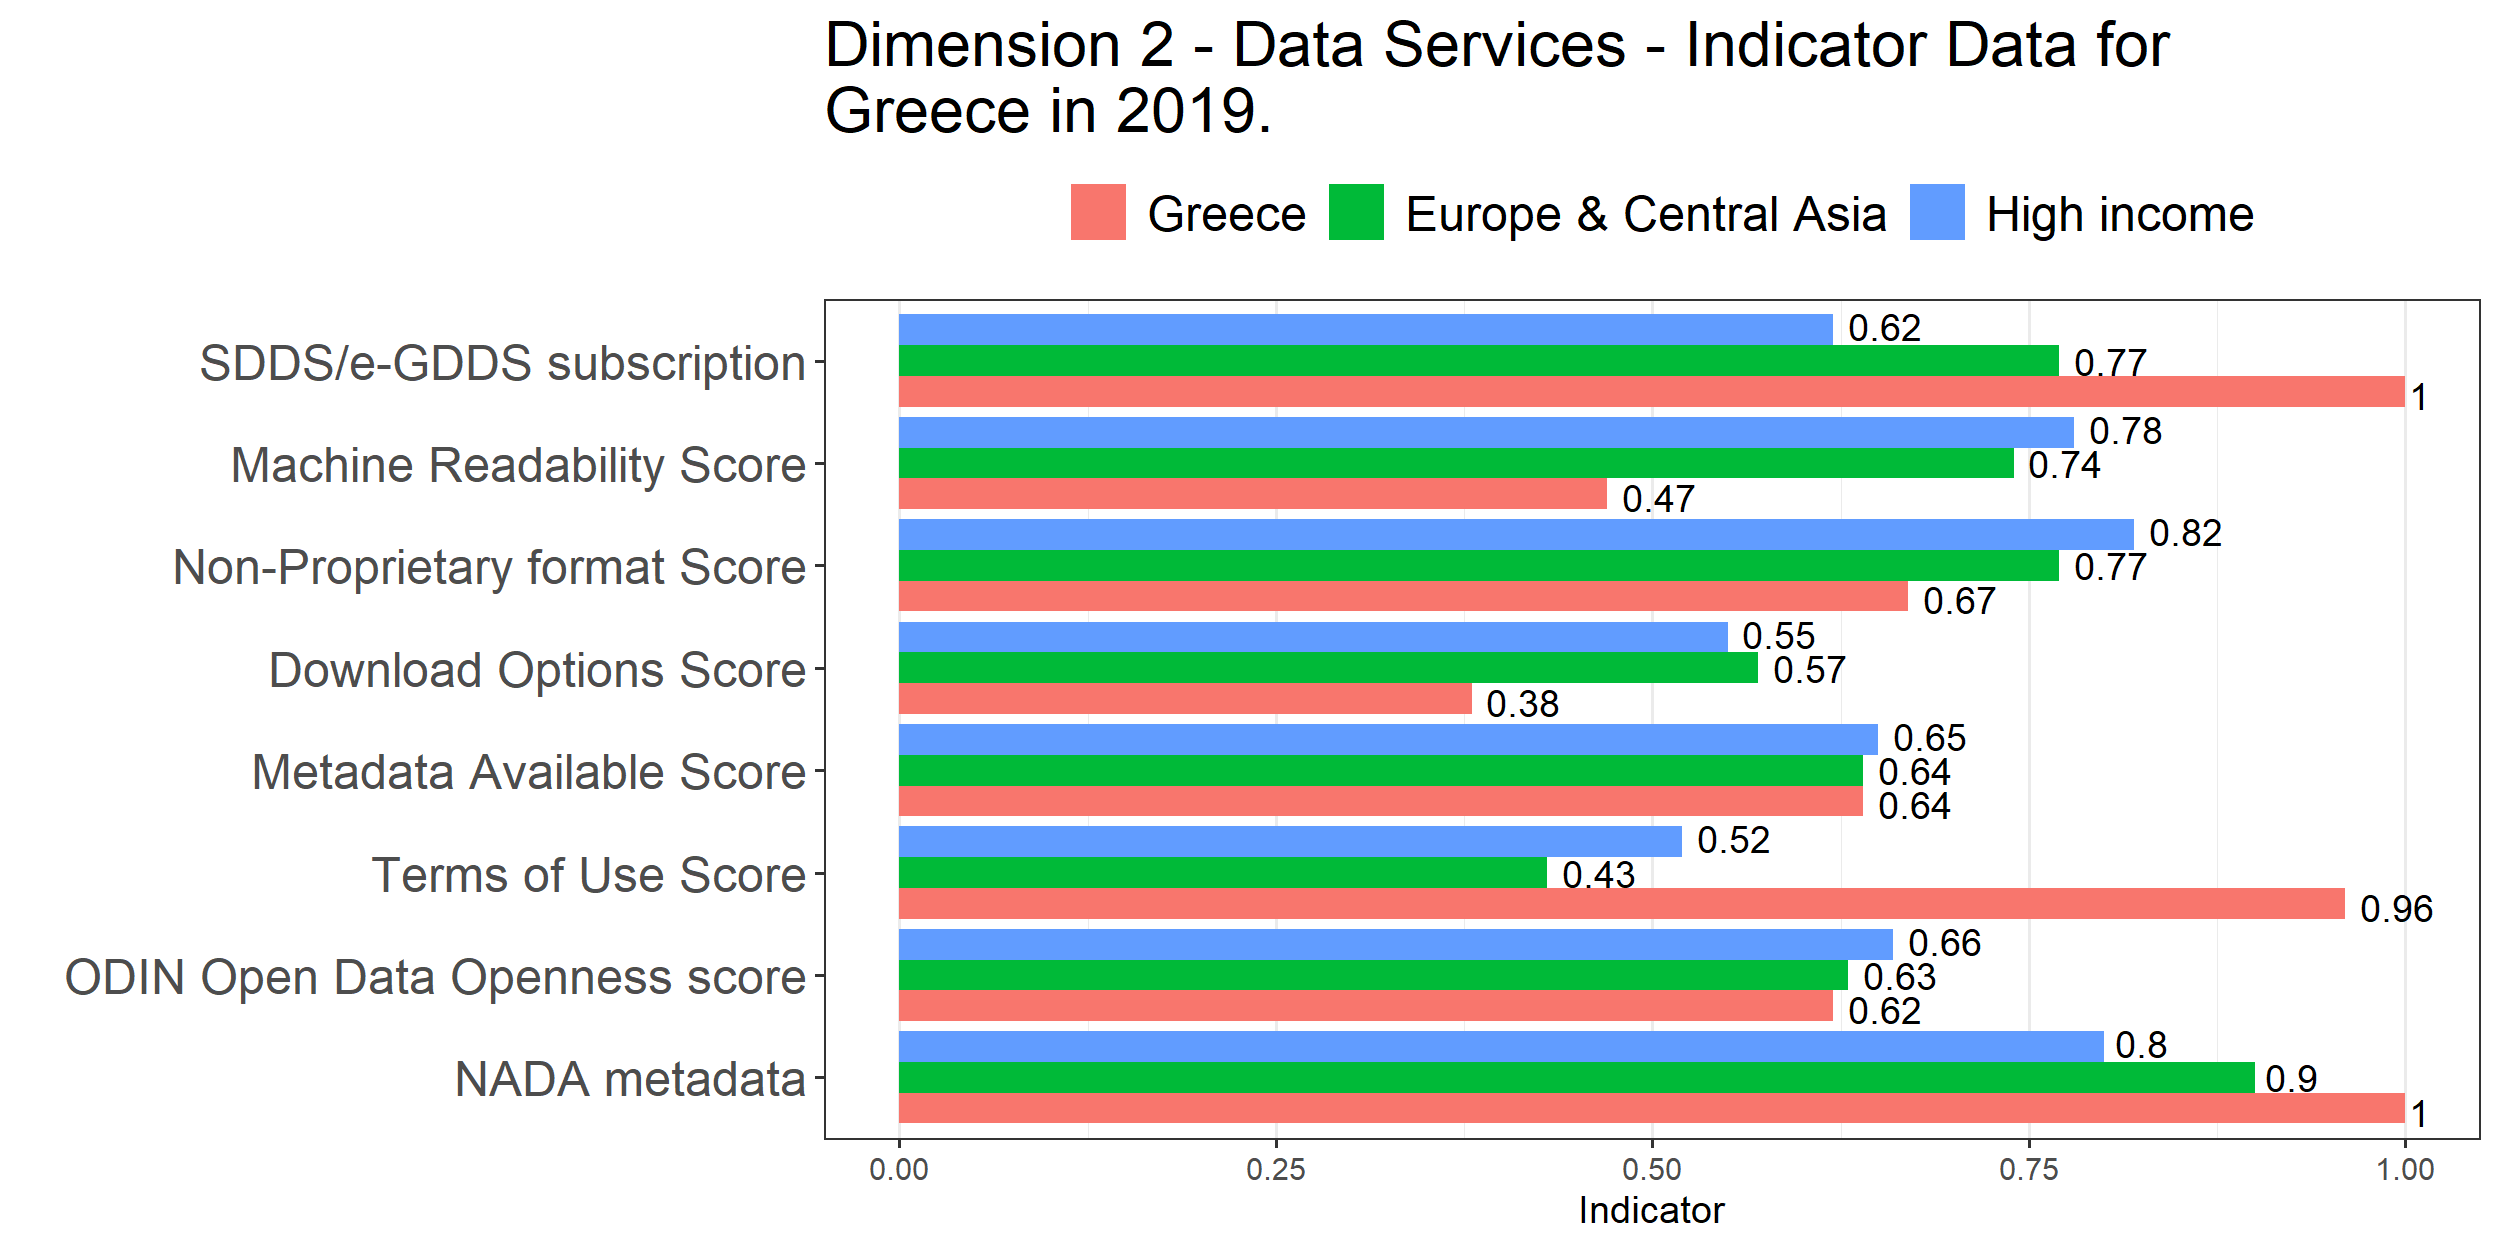 Dimension 2 - Data Services - Indicator Data for
Greece in 2019.
Greece Europe & Central Asia High income
SDDS/e-GDDS subscription
0.62
0.77
1
Machine Readability Score
0.78
0.74
0.47
Non-Proprietary format Score
0.82
0.77
0.67
Download Options Score
0.55
0.57
0.38
Metadata Available Score
0.65
0.64
0.64
Terms of Use Score
0.52
0.43
0.96
ODIN Open Data Openness score
0.66
0.63
0.62
NADA metadata
0.8
0.9
1
0.00 0.25 0.50 0.75 1.00
Indicator